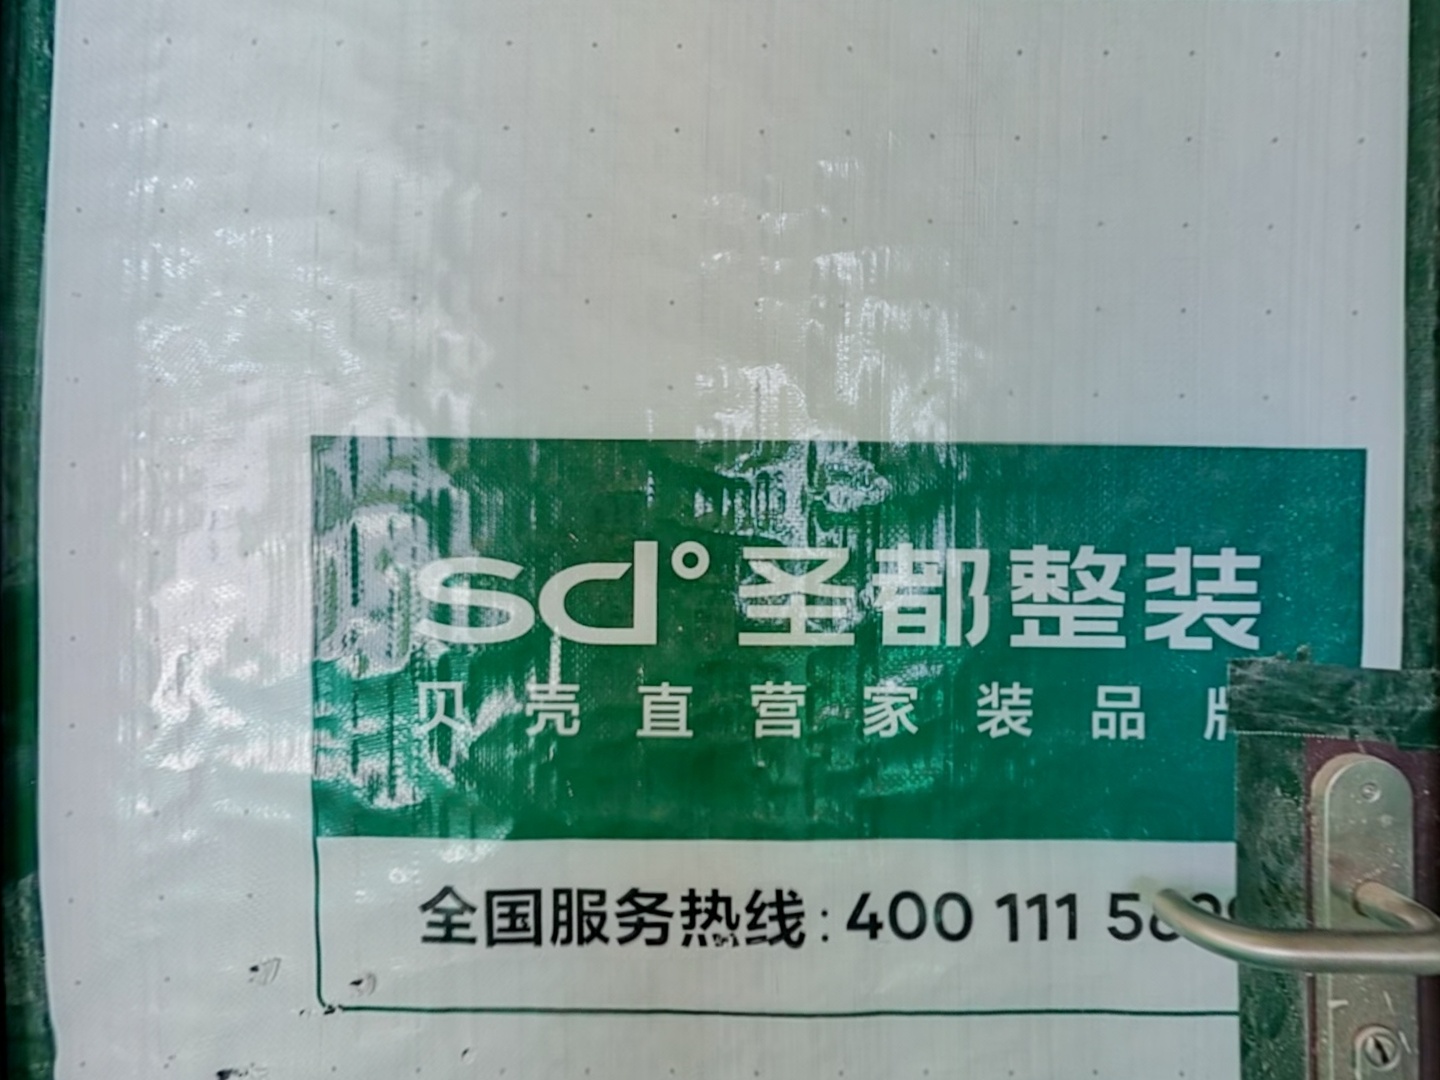 sd° 圣都整装
贝壳直营家装品
全国服务热线:400 111